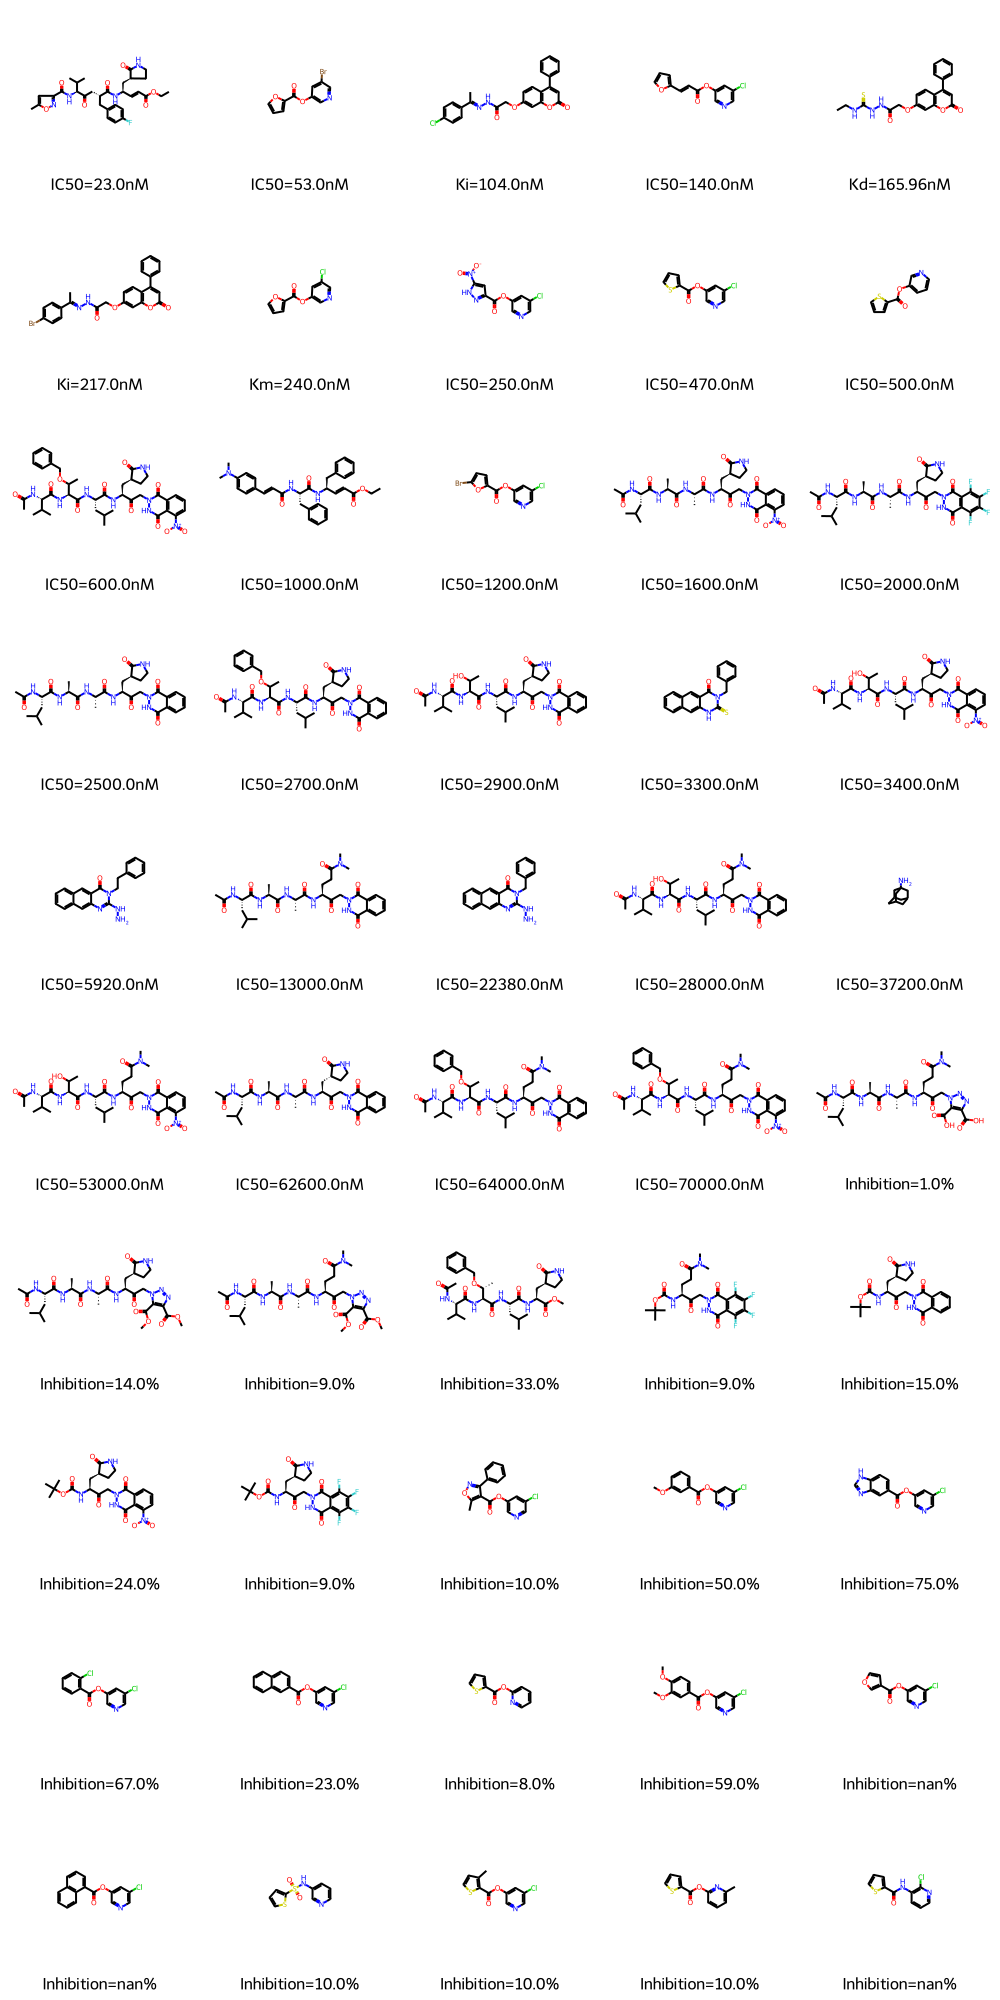 IC50=23.0nM IC50=53.0nM Ki=104.0nM IC50=140.0nM Kd=165.96nM
Ki=217.0nM Km=240.0nM IC50=250.0nM IC50=470.0nM IC50=500.0nM
IC50=600.0nM IC50=1000.0nM IC50=1200.0nM IC50=1600.0nM IC50=2000.0nM
IC50=2500.0nM IC50=2700.0nM IC50=2900.0nM IC50=3300.0nM IC50=3400.0nM
IC50=5920.0nM IC50=13000.0nM IC50=22380.0nM IC50=28000.0nM IC50=37200.0nM
IC50=53000.0nM IC50=62600.0nM IC50=64000.0nM IC50=70000.0nM Inhibition=1.0%
Inhibition=14.0% Inhibition=9.0% Inhibition=33.0% Inhibition=9.0% Inhibition=15.0%
Inhibition=24.0% Inhibition=9.0% Inhibition=10.0% Inhibition=50.0% Inhibition=75.0%
Inhibition=67.0% Inhibition=23.0% Inhibition=8.0% Inhibition=59.0% Inhibition=nan%
Inhibition=nan% Inhibition=10.0% Inhibition=10.0% Inhibition=10.0% Inhibition=nan%